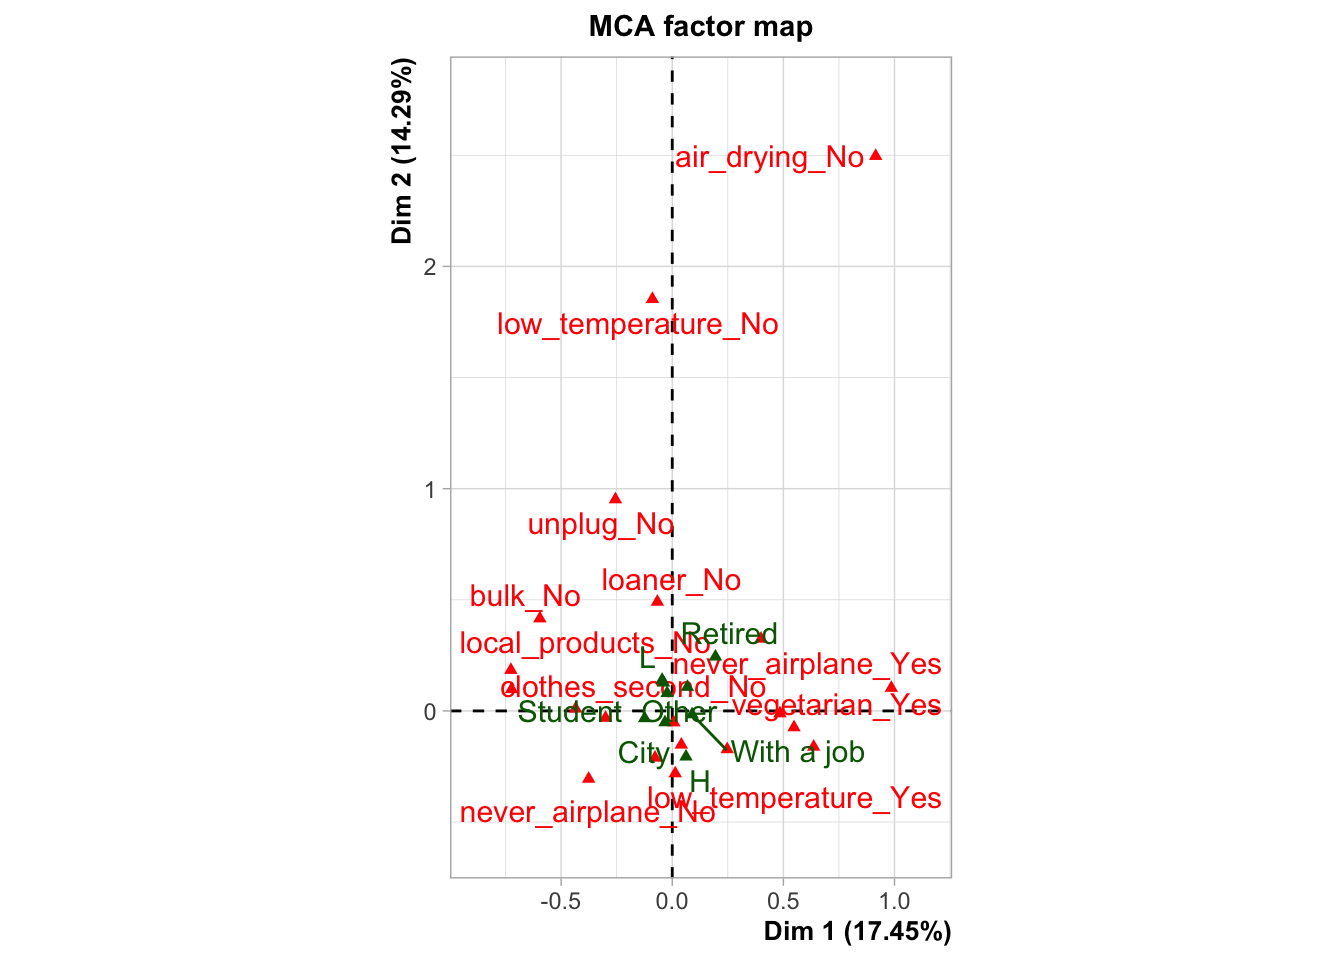 MCA factor map
Dim 2 (14.29%)
air_drying_No
2
low_temperature_No
1
unplug_No
loaner_No
bulk_No
Retired
local_products_No
L
never_airplane_Yes
clothes_second_No
vegetarian_Yes
0
Student
Other
City
With a job
H
low_temperature_Yes
never_airplane_No
-0.5
0.0
0.5
1.0
Dim 1 (17.45%)